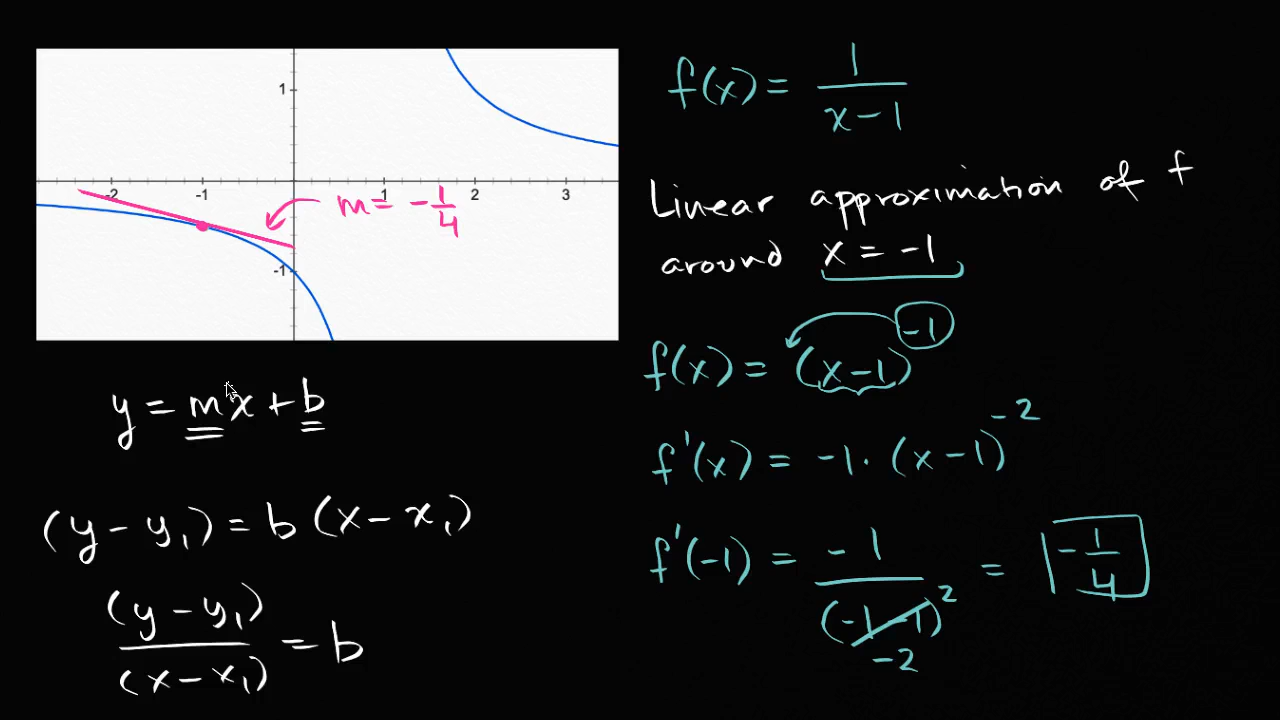 1
-2 -1 1 2 3
-1
m = -1/4
y = mx + b
(y - y₁) = b (x - x₁)
(y - y₁)
(x - x₁) = b
f(x) = 1/(x - 1)
Linear approximation of f
around x = -1
f(x) = (x - 1)⁻¹
f'(x) = -1 · (x - 1)⁻²
f'(-1) = -1/(-1 - 1)² = -1/4
-2